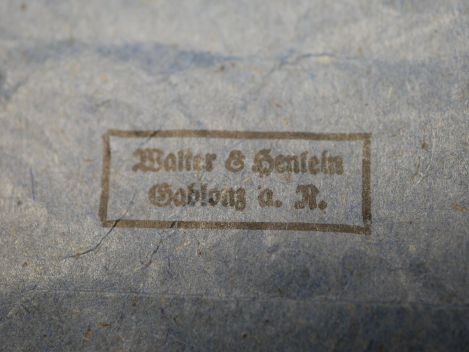 Walter & Henlein
Gablonz a. N.